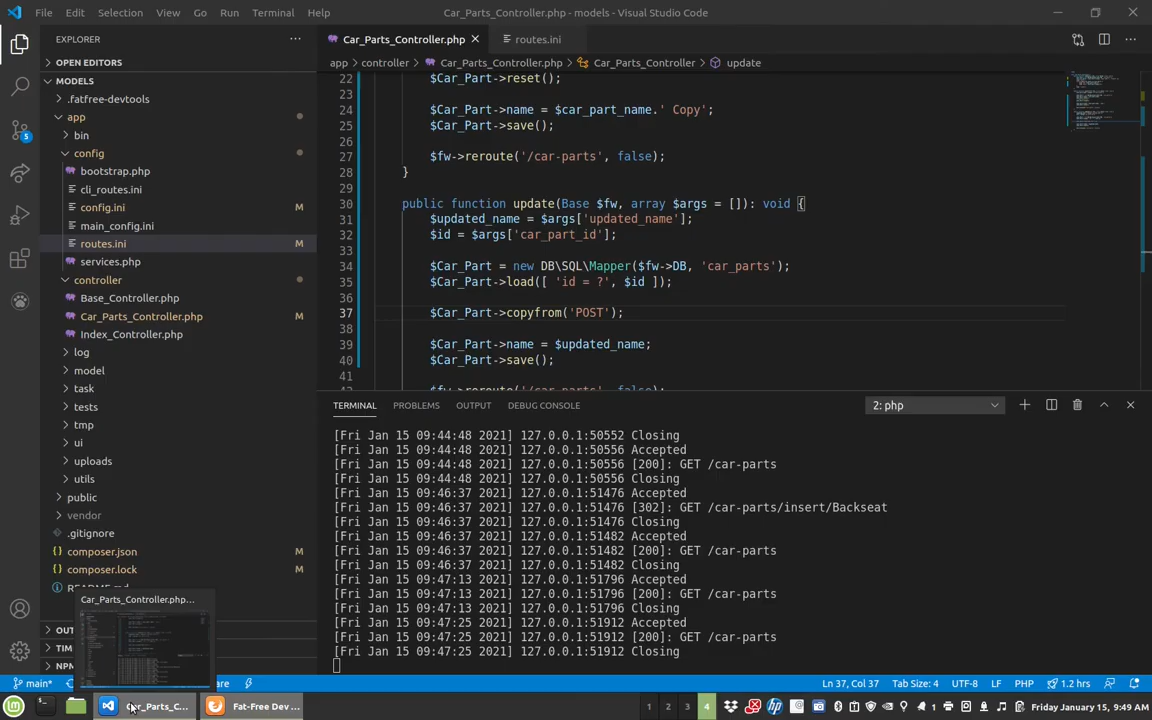 File Edit Selection View Go Run Terminal Help
Car_Parts_Controller.php - models - Visual Studio Code
EXPLORER
OPEN EDITORS
MODELS
.fatfree-devtools
app
bin
config
bootstrap.php
cli_routes.ini
config.ini M
main_config.ini
routes.ini M
services.php
controller
Base_Controller.php
Car_Parts_Controller.php M
Index_Controller.php
log
model
task
tests
tmp
ui
uploads
utils
public
vendor
.gitignore
composer.json M
composer.lock M
README.md
Car_Parts_Controller.php...
OUT
TIM
NPM
5
Car_Parts_Controller.php
routes.ini
app > controller > Car_Parts_Controller.php > Car_Parts_Controller > update
22 $Car_Part->reset();
23
24 $Car_Part->name = $car_part_name.' Copy';
25 $Car_Part->save();
26
27 $fw->reroute('/car-parts', false);
28 }
29
30 public function update(Base $fw, array $args = []): void {
31 $updated_name = $args['updated_name'];
32 $id = $args['car_part_id'];
33
34 $Car_Part = new DB\SQL\Mapper($fw->DB, 'car_parts');
35 $Car_Part->load([ 'id = ?', $id ]);
36
37 $Car_Part->copyfrom('POST');
38
39 $Car_Part->name = $updated_name;
40 $Car_Part->save();
41
42 $fw->reroute('/car-parts', false);
TERMINAL PROBLEMS OUTPUT DEBUG CONSOLE
2: php
[Fri Jan 15 09:44:48 2021] 127.0.0.1:50552 Closing
[Fri Jan 15 09:44:48 2021] 127.0.0.1:50556 Accepted
[Fri Jan 15 09:44:48 2021] 127.0.0.1:50556 [200]: GET /car-parts
[Fri Jan 15 09:44:48 2021] 127.0.0.1:50556 Closing
[Fri Jan 15 09:46:37 2021] 127.0.0.1:51476 Accepted
[Fri Jan 15 09:46:37 2021] 127.0.0.1:51476 [302]: GET /car-parts/insert/Backseat
[Fri Jan 15 09:46:37 2021] 127.0.0.1:51476 Closing
[Fri Jan 15 09:46:37 2021] 127.0.0.1:51482 Accepted
[Fri Jan 15 09:46:37 2021] 127.0.0.1:51482 [200]: GET /car-parts
[Fri Jan 15 09:46:37 2021] 127.0.0.1:51482 Closing
[Fri Jan 15 09:47:13 2021] 127.0.0.1:51796 Accepted
[Fri Jan 15 09:47:13 2021] 127.0.0.1:51796 [200]: GET /car-parts
[Fri Jan 15 09:47:13 2021] 127.0.0.1:51796 Closing
[Fri Jan 15 09:47:25 2021] 127.0.0.1:51912 Accepted
[Fri Jan 15 09:47:25 2021] 127.0.0.1:51912 [200]: GET /car-parts
[Fri Jan 15 09:47:25 2021] 127.0.0.1:51912 Closing
main* are Ln 37, Col 37 Tab Size: 4 UTF-8 LF PHP 1.2 hrs
Car_Parts_C... Fat-Free Dev ... 1 2 3 4 Friday January 15, 9:49 AM